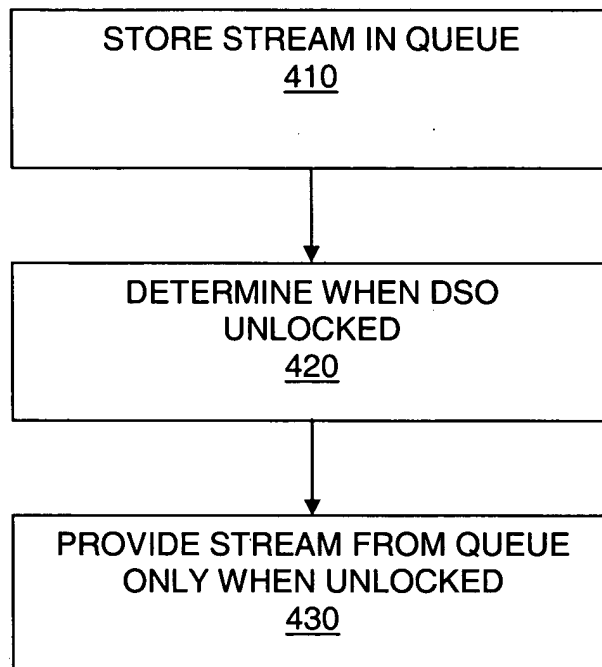 STORE STREAM IN QUEUE
410
DETERMINE WHEN DSO
UNLOCKED
420
PROVIDE STREAM FROM QUEUE
ONLY WHEN UNLOCKED
430